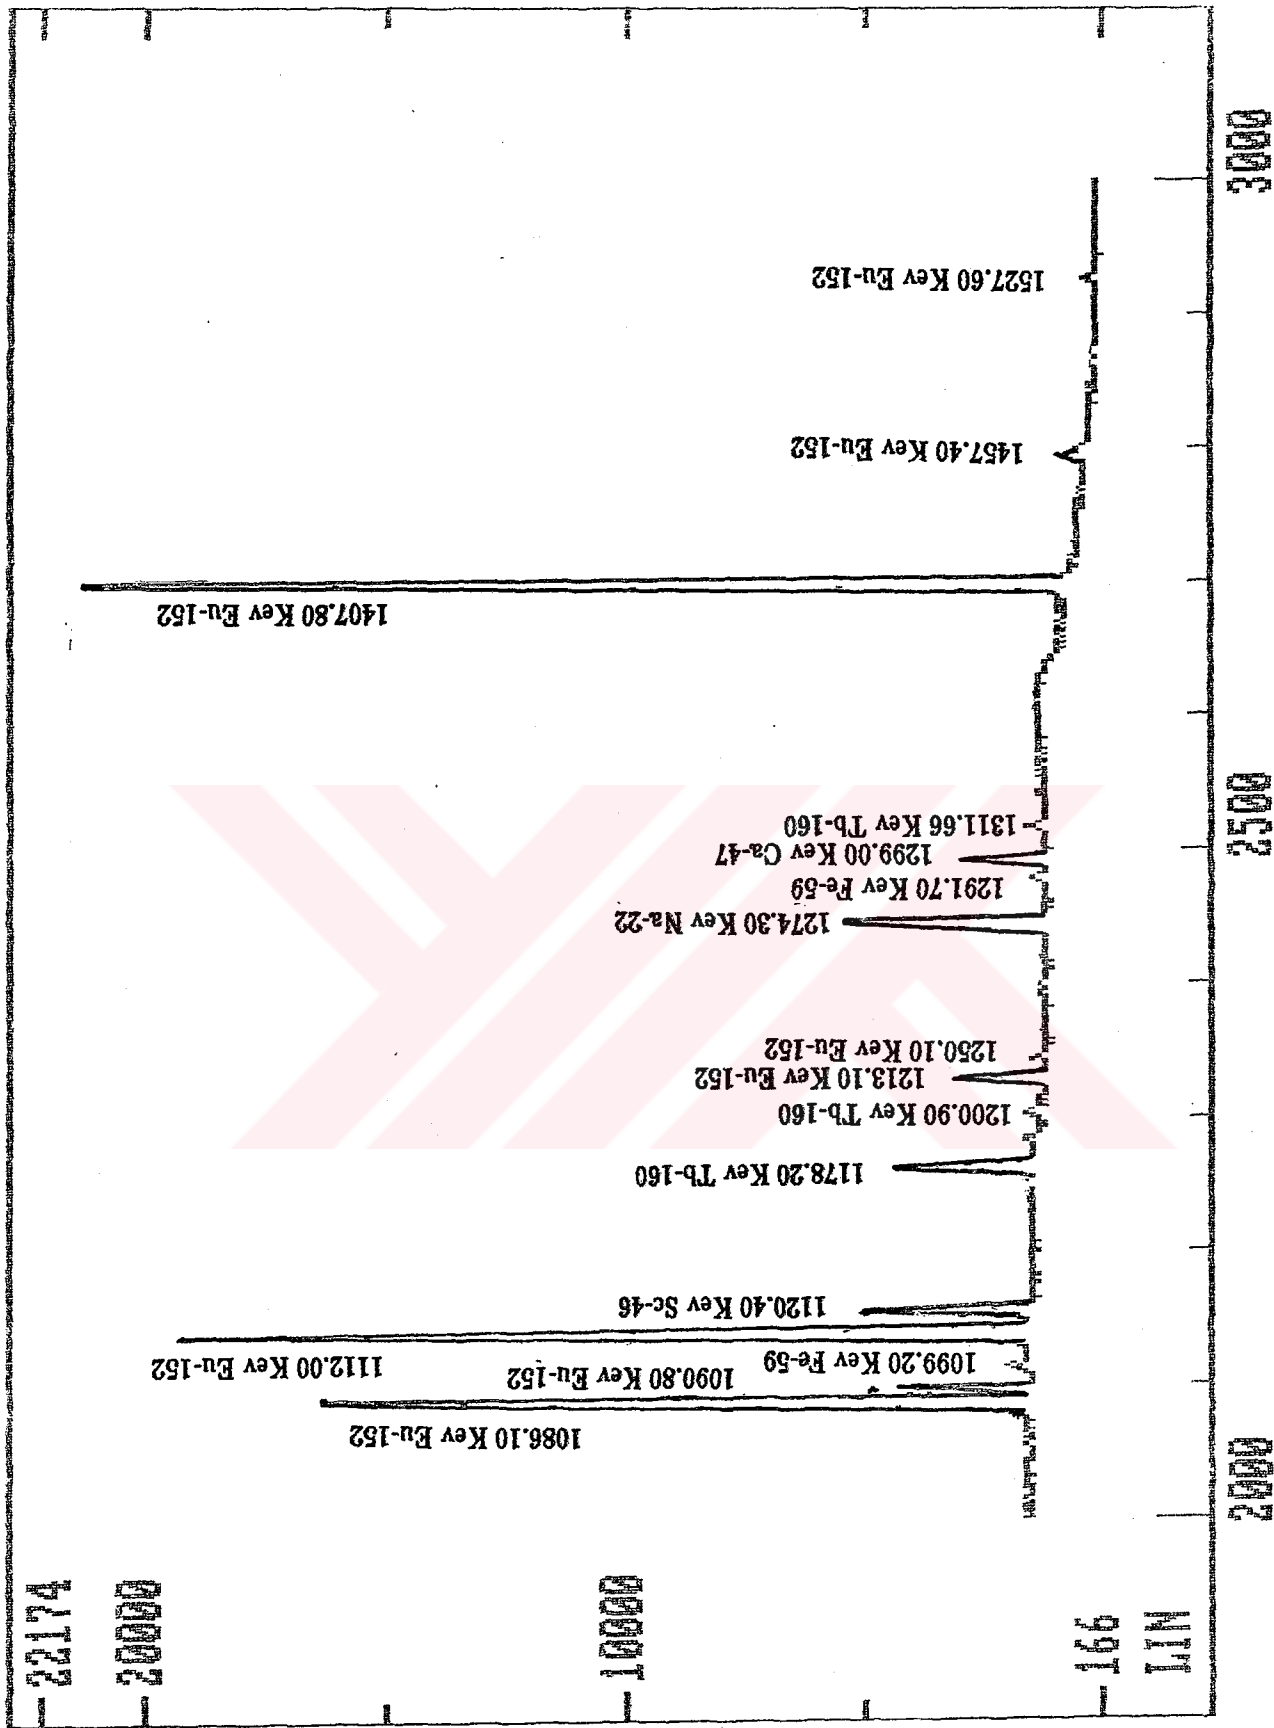 22174
20000
10000
166
LIN
2000
2500
3000
1086.10 Kev Eu-152
1090.80 Kev Eu-152
1099.20 Kev Fe-59
1112.00 Kev Eu-152
1120.40 Kev Sc-46
1178.20 Kev Tb-160
1200.90 Kev Tb-160
1213.10 Kev Eu-152
1250.10 Kev Eu-152
1274.30 Kev Na-22
1291.70 Kev Fe-59
1299.00 Kev Ca-47
1311.66 Kev Tb-160
1407.80 Kev Eu-152
1457.40 Kev Eu-152
1527.60 Kev Eu-152